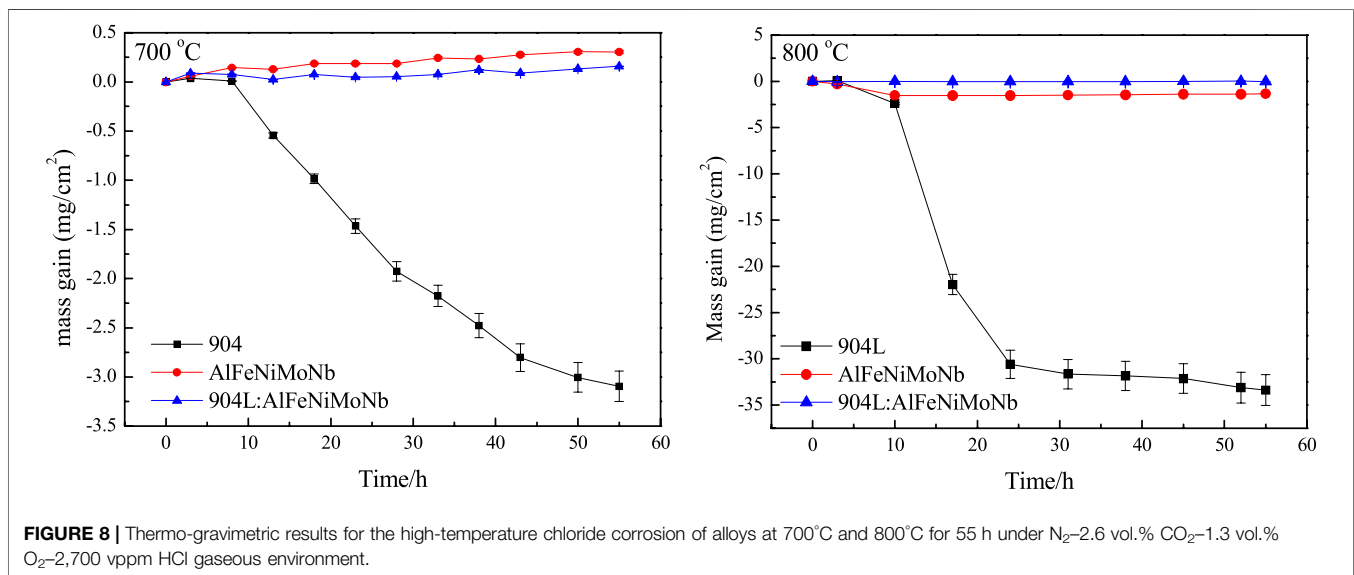 700 °C
0.5
0.0
-0.5
-1.0
-1.5
-2.0
-2.5
-3.0
-3.5
mass gain (mg/cm²)
904
AlFeNiMoNb
904L:AlFeNiMoNb
0 10 20 30 40 50 60
Time/h
800 °C
5
0
-5
-10
-15
-20
-25
-30
-35
Mass gain (mg/cm²)
904L
AlFeNiMoNb
904L:AlFeNiMoNb
0 10 20 30 40 50 60
Time/h
FIGURE 8 | Thermo-gravimetric results for the high-temperature chloride corrosion of alloys at 700°C and 800°C for 55 h under N₂–2.6 vol.% CO₂–1.3 vol.%
O₂–2,700 vppm HCl gaseous environment.